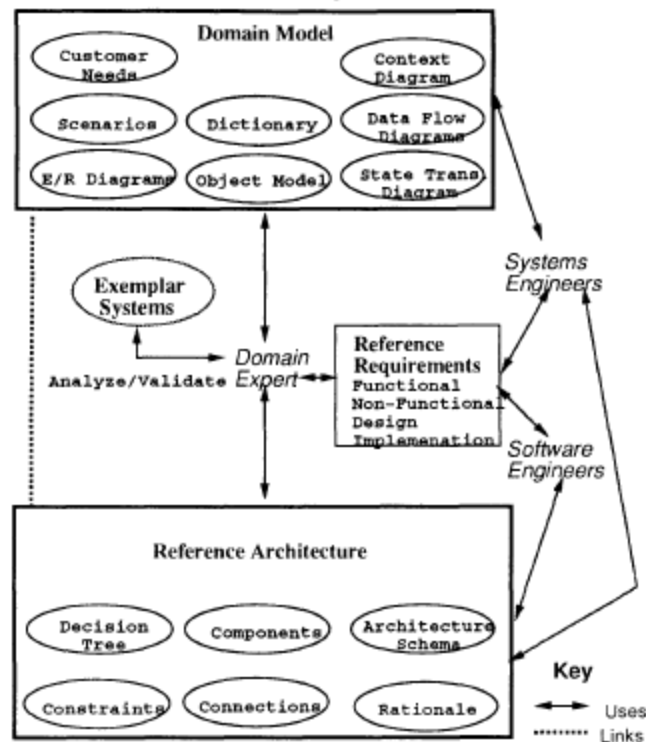 Domain Model
Customer
Needs
Context
Diagram
Scenarios
Dictionary
Data Flow
Diagrams
E/R Diagrams
Object Model
State Trans.
Diagram
Systems
Engineers
Exemplar
Systems
Domain
Expert
Analyze/Validate
Reference
Requirements
Functional
Non-Functional
Design
Implemenation
Software
Engineers
Reference Architecture
Decision
Tree
Components
Architecture
Schema
Constraints
Connections
Rationale
Key
Uses
Links